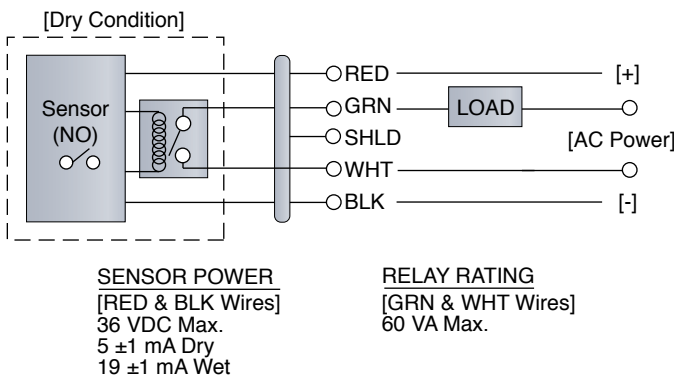 [Dry Condition]
Sensor
(NO)
RED
[+]
GRN
LOAD
SHLD
[AC Power]
WHT
BLK
[-]
SENSOR POWER
[RED & BLK Wires]
36 VDC Max.
5 ±1 mA Dry
19 ±1 mA Wet
RELAY RATING
[GRN & WHT Wires]
60 VA Max.